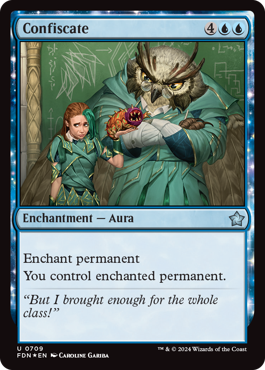 Confiscate 4
Enchantment — Aura
Enchant permanent
You control enchanted permanent.
“But I brought enough for the whole
class!”
U 0709
FDN EN CAROLINE GARIBA
™ & © 2024 Wizards of the Coast